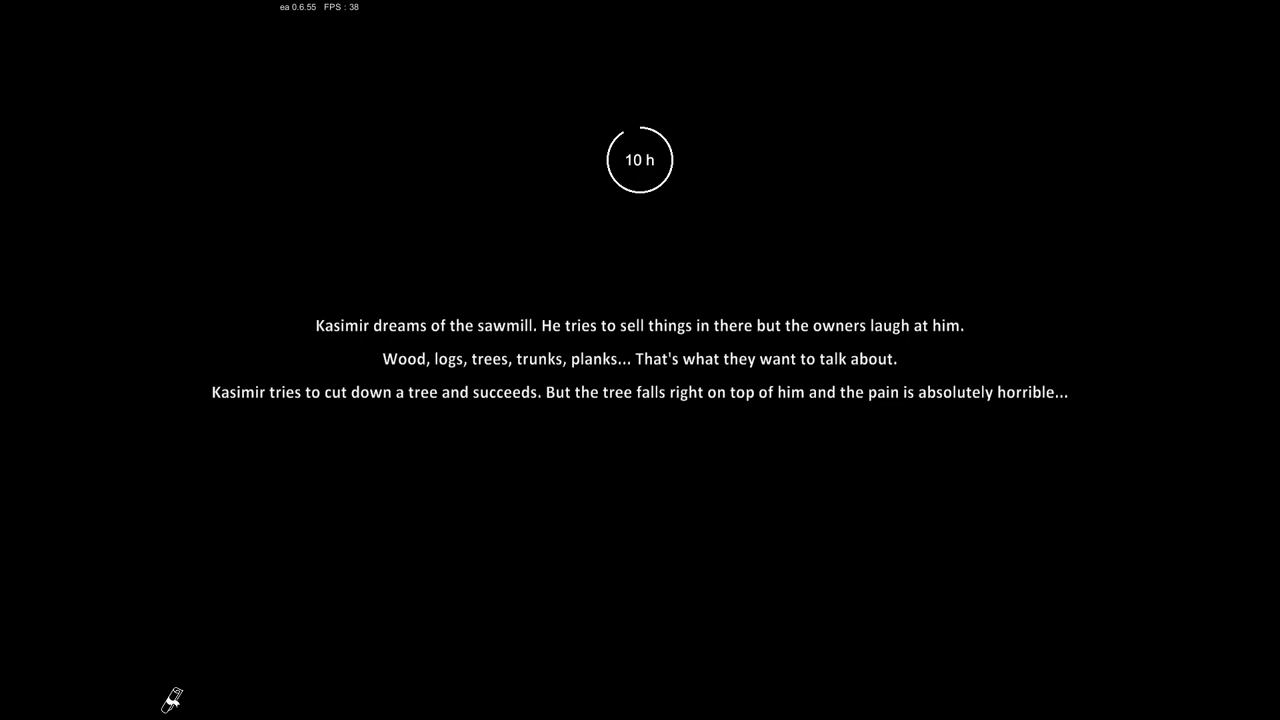 ea 0.6.55 FPS : 38
10 h
Kasimir dreams of the sawmill. He tries to sell things in there but the owners laugh at him.
Wood, logs, trees, trunks, planks... That's what they want to talk about.
Kasimir tries to cut down a tree and succeeds. But the tree falls right on top of him and the pain is absolutely horrible...